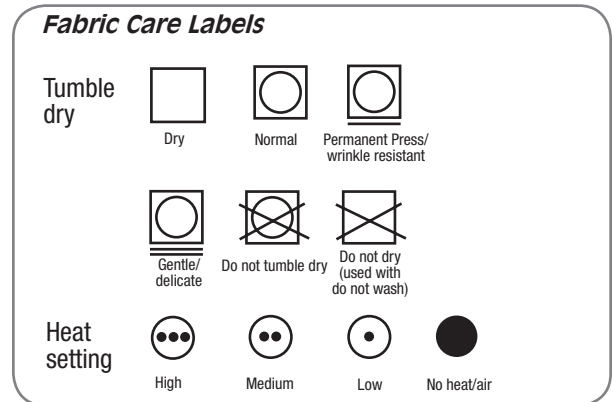 Fabric Care Labels
Tumble
dry
Dry
Normal
Permanent Press/
wrinkle resistant
Gentle/
delicate
Do not tumble dry
Do not dry
(used with
do not wash)
Heat
setting
High
Medium
Low
No heat/air